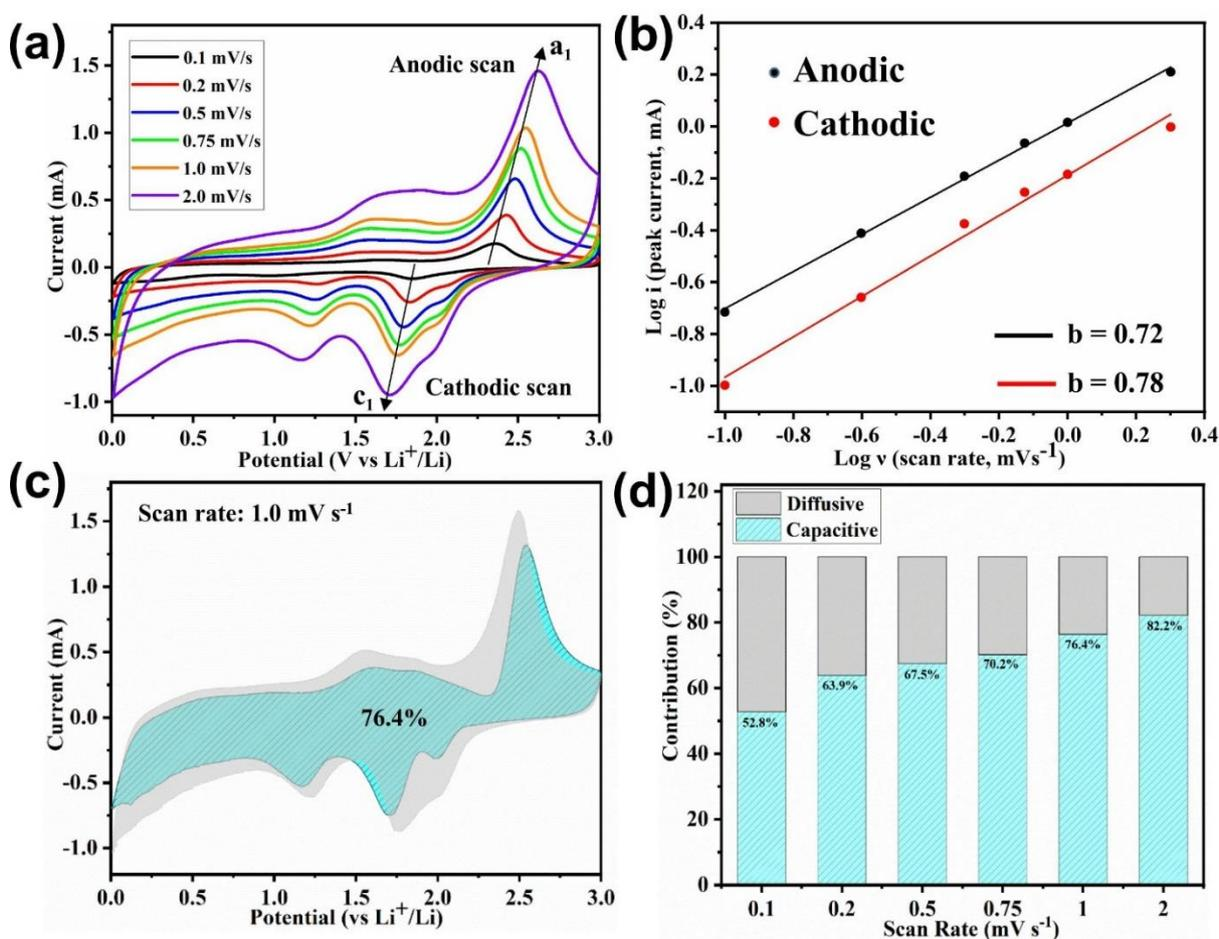 (a)
0.1 mV/s
0.2 mV/s
0.5 mV/s
0.75 mV/s
1.0 mV/s
2.0 mV/s
Anodic scan
a1
Cathodic scan
c1
Current (mA)
1.5
1.0
0.5
0.0
-0.5
-1.0
0.0 0.5 1.0 1.5 2.0 2.5 3.0
Potential (V vs Li+/Li)
(b)
Anodic
Cathodic
b = 0.72
b = 0.78
Log i (peak current, mA)
0.4
0.2
0.0
-0.2
-0.4
-0.6
-0.8
-1.0
-1.0 -0.8 -0.6 -0.4 -0.2 0.0 0.2 0.4
Log ν (scan rate, mVs-1)
(c)
Scan rate: 1.0 mV s-1
76.4%
Current (mA)
1.5
1.0
0.5
0.0
-0.5
-1.0
0.0 0.5 1.0 1.5 2.0 2.5 3.0
Potential (vs Li+/Li)
(d)
Diffusive
Capacitive
Contribution (%)
120
100
80
60
40
20
0
52.8%
63.9%
67.5%
70.2%
76.4%
82.2%
0.1 0.2 0.5 0.75 1 2
Scan Rate (mV s-1)